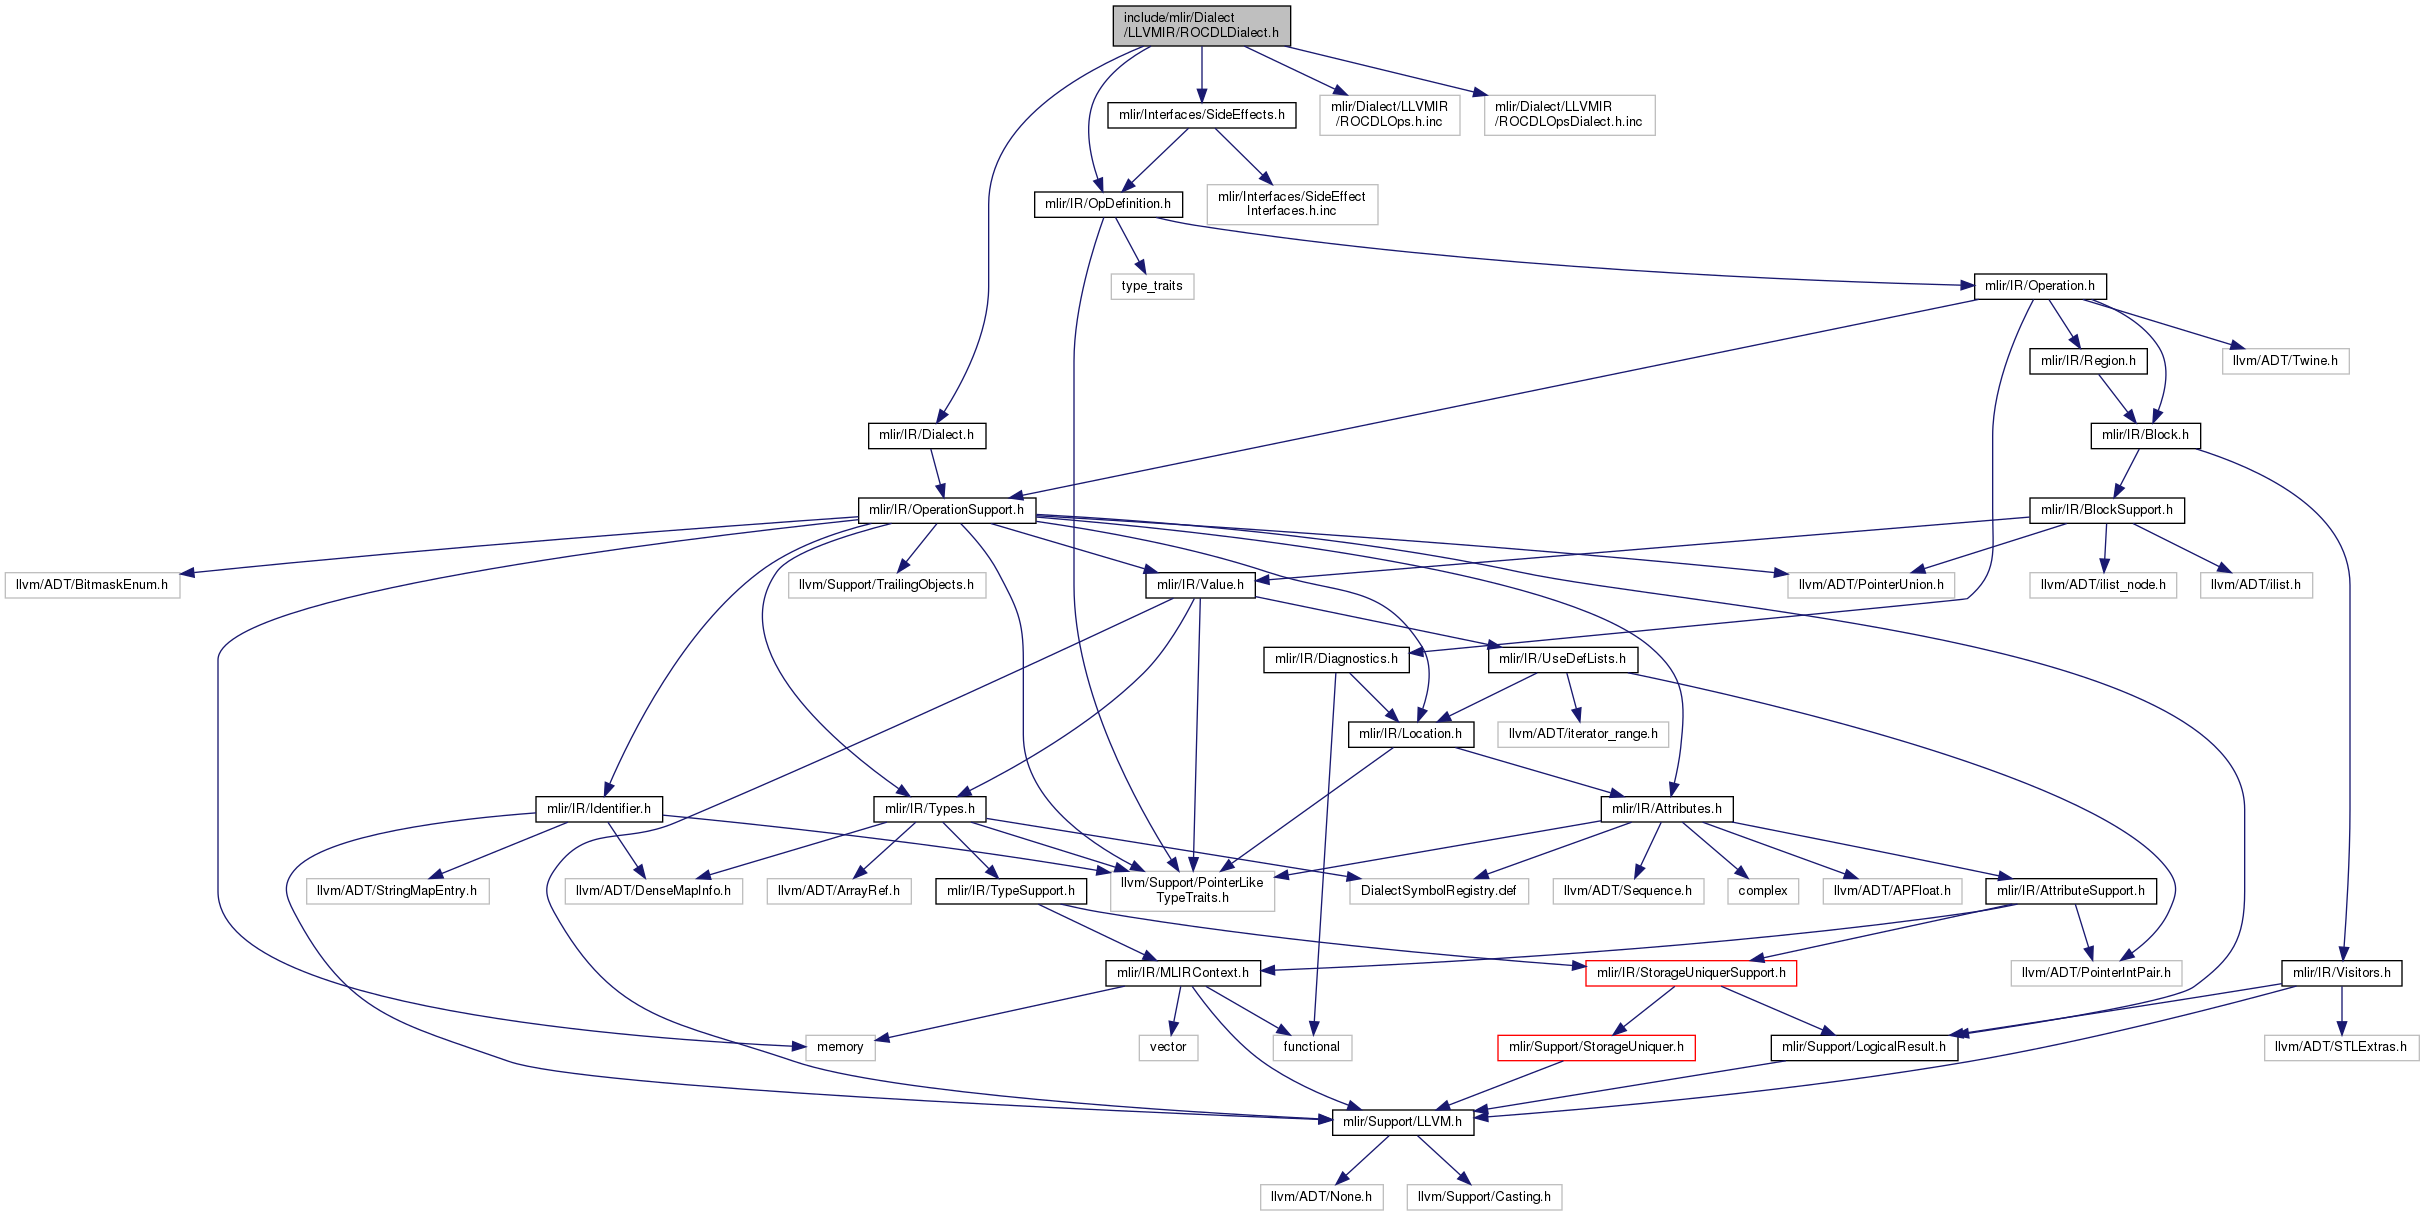 include/mlir/Dialect
/LLVMIR/ROCDLDialect.h
mlir/Interfaces/SideEffects.h
mlir/Dialect/LLVMIR
/ROCDLOps.h.inc
mlir/Dialect/LLVMIR
/ROCDLOpsDialect.h.inc
mlir/IR/OpDefinition.h
mlir/Interfaces/SideEffect
Interfaces.h.inc
type_traits
mlir/IR/Operation.h
mlir/IR/Region.h
llvm/ADT/Twine.h
mlir/IR/Dialect.h
mlir/IR/Block.h
mlir/IR/OperationSupport.h
mlir/IR/BlockSupport.h
llvm/ADT/BitmaskEnum.h
llvm/Support/TrailingObjects.h
mlir/IR/Value.h
llvm/ADT/PointerUnion.h
llvm/ADT/ilist_node.h
llvm/ADT/ilist.h
mlir/IR/Diagnostics.h
mlir/IR/UseDefLists.h
mlir/IR/Location.h
llvm/ADT/iterator_range.h
mlir/IR/Identifier.h
mlir/IR/Types.h
mlir/IR/Attributes.h
llvm/ADT/StringMapEntry.h
llvm/ADT/DenseMapInfo.h
llvm/ADT/ArrayRef.h
mlir/IR/TypeSupport.h
llvm/Support/PointerLike
TypeTraits.h
DialectSymbolRegistry.def
llvm/ADT/Sequence.h
complex
llvm/ADT/APFloat.h
mlir/IR/AttributeSupport.h
mlir/IR/MLIRContext.h
mlir/IR/StorageUniquerSupport.h
llvm/ADT/PointerIntPair.h
mlir/IR/Visitors.h
memory
vector
functional
mlir/Support/StorageUniquer.h
mlir/Support/LogicalResult.h
llvm/ADT/STLExtras.h
mlir/Support/LLVM.h
llvm/ADT/None.h
llvm/Support/Casting.h